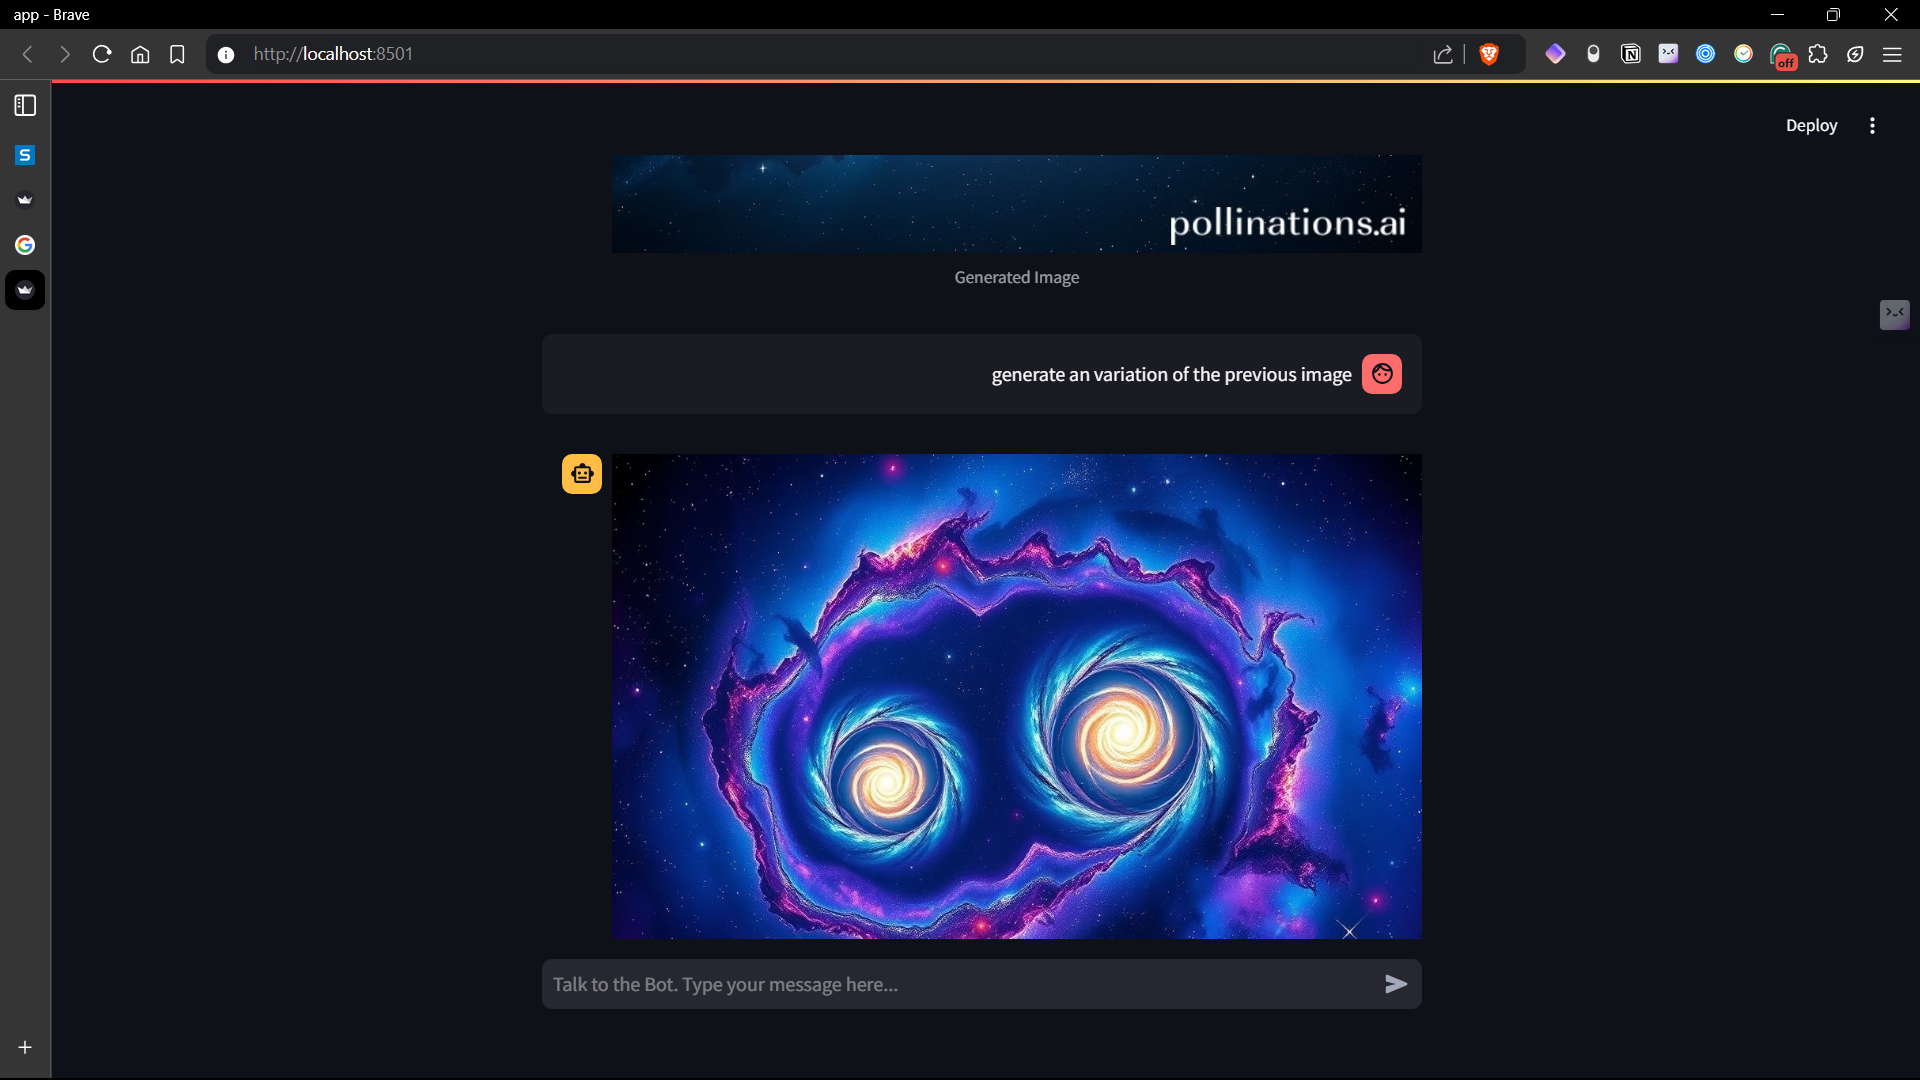 app - Brave
http://localhost:8501
off
S
G
Deploy
pollinations.ai
Generated Image
generate an variation of the previous image
Talk to the Bot. Type your message here...